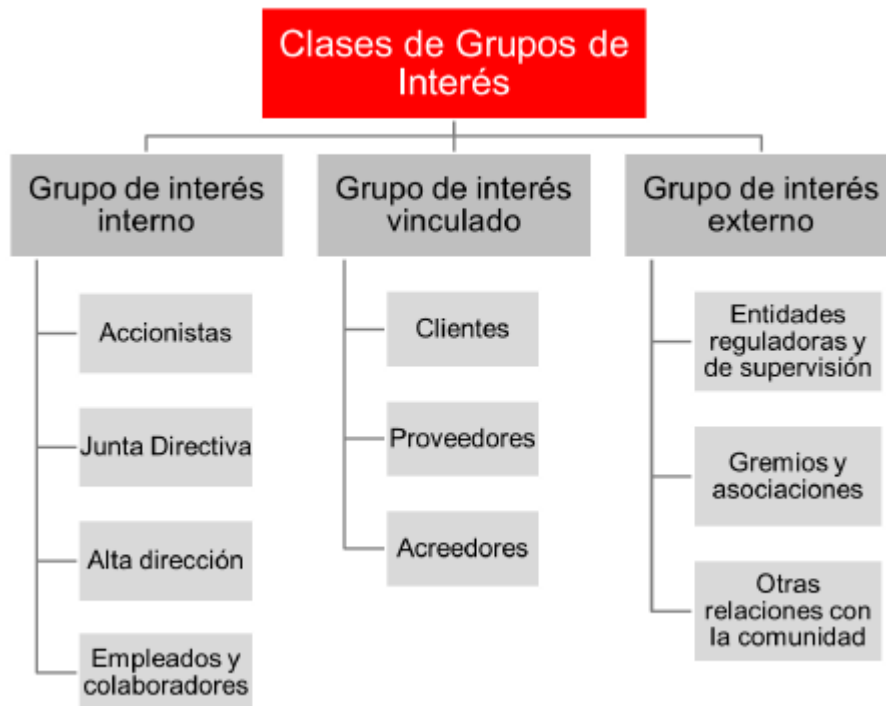 Clases de Grupos de
Interés
Grupo de interés
interno
Accionistas
Junta Directiva
Alta dirección
Empleados y
colaboradores
Grupo de interés
vinculado
Clientes
Proveedores
Acreedores
Grupo de interés
externo
Entidades
reguladoras y
de supervisión
Gremios y
asociaciones
Otras
relaciones con
la comunidad